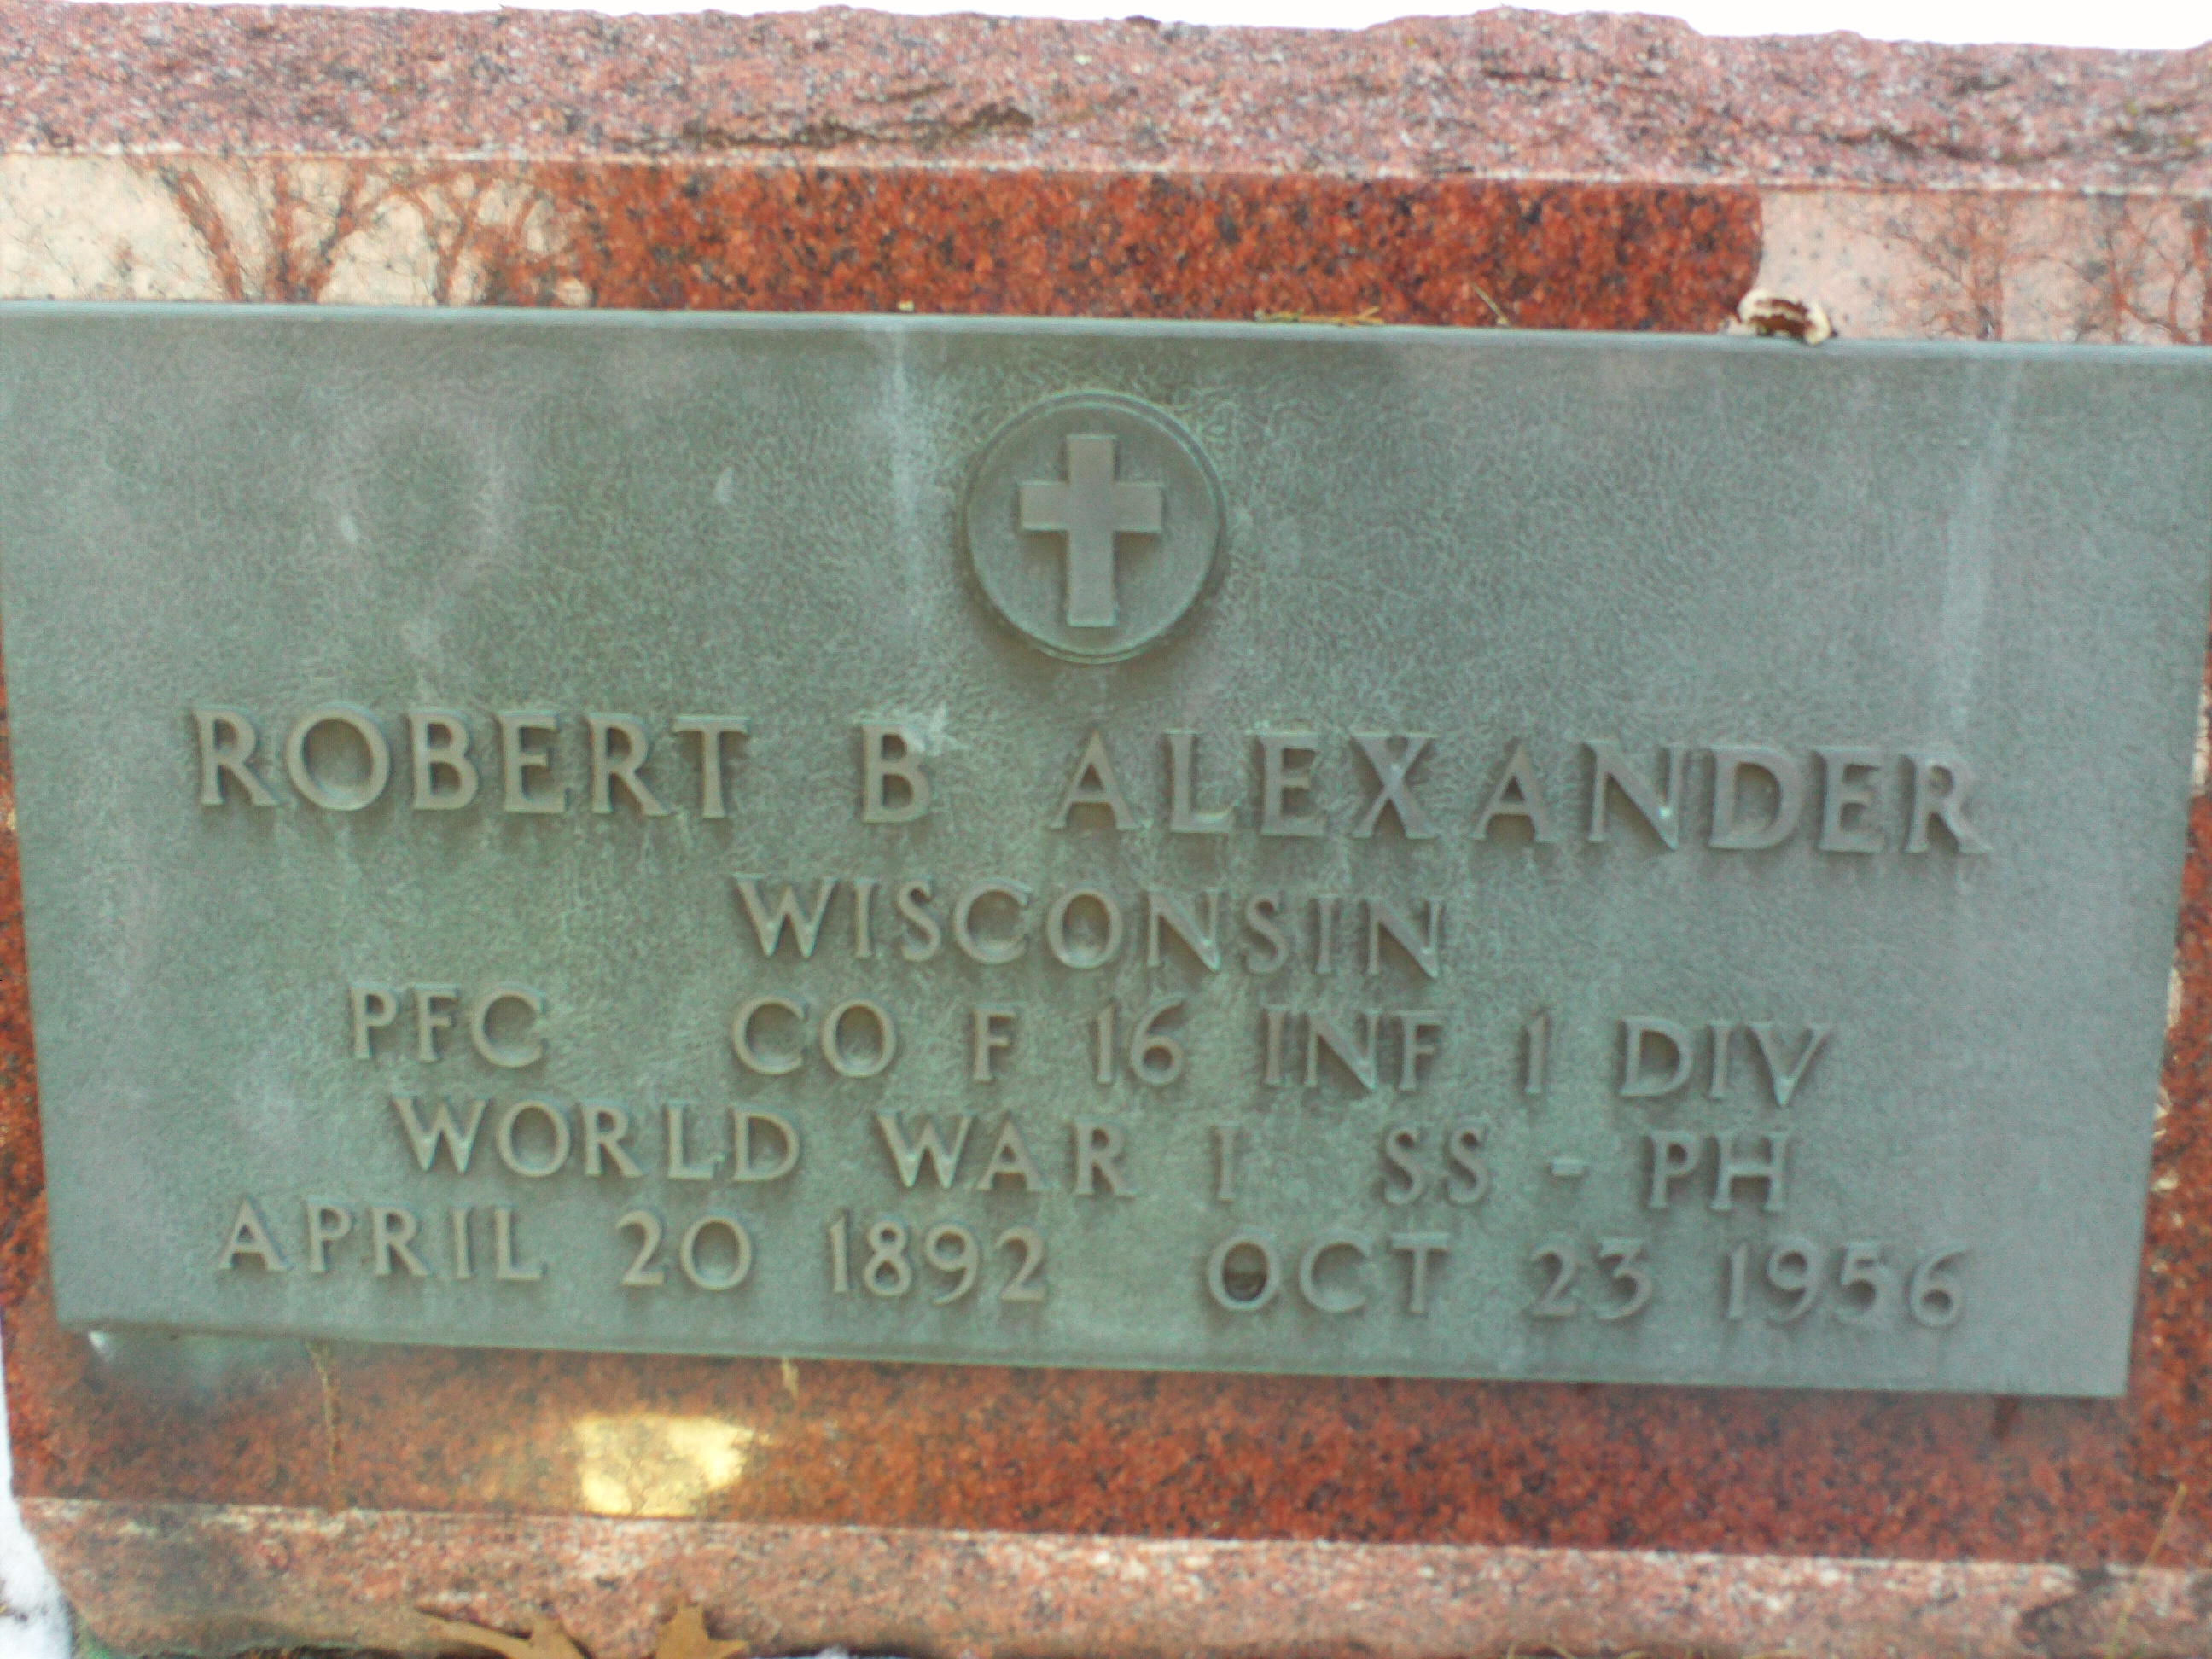 ROBERT B ALEXANDER
WISCONSIN
PFC CO F 16 INF 1 DIV
WORLD WAR I SS - PH
APRIL 20 1892 OCT 23 1956